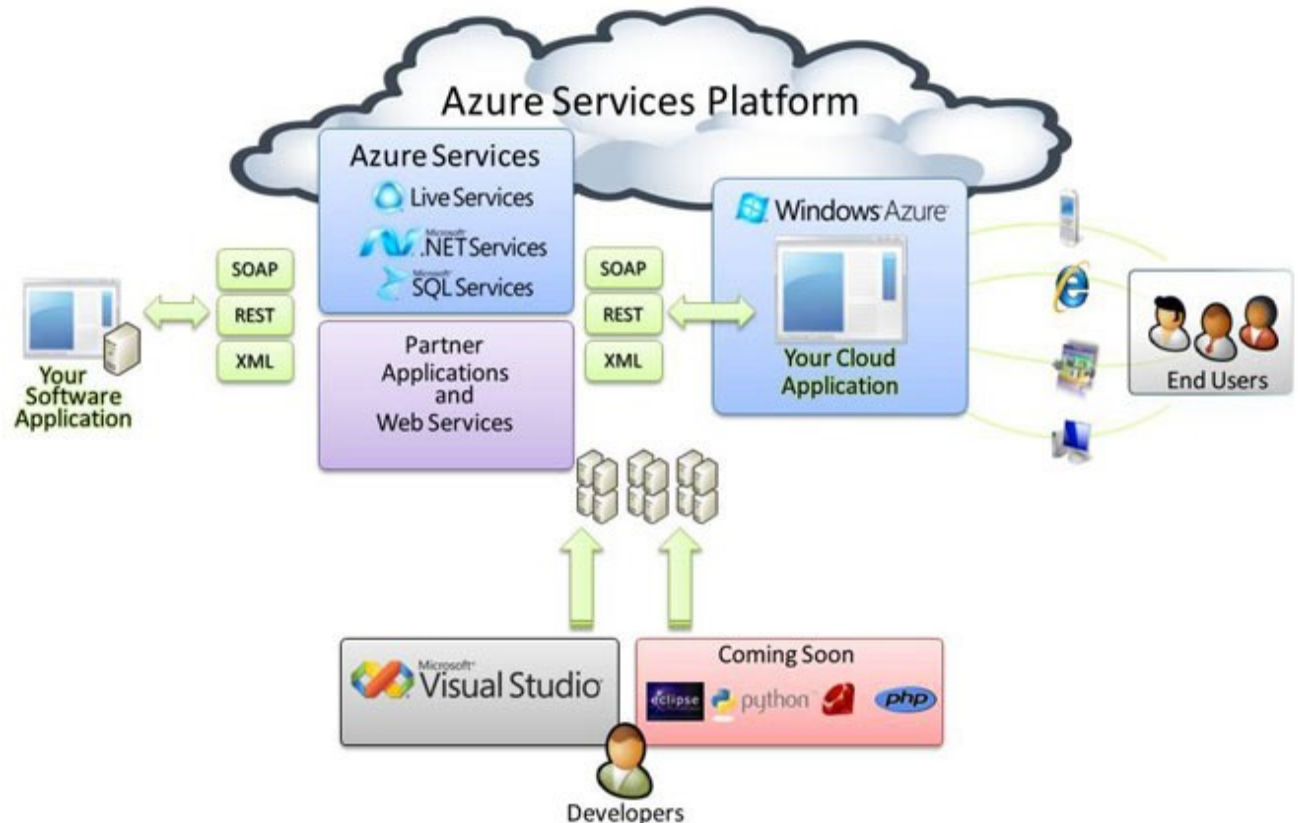 Azure Services Platform
Azure Services
Live Services
Microsoft®
.NET Services
Microsoft®
SQL Services
Partner
Applications
and
Web Services
SOAP
REST
XML
Your
Software
Application
SOAP
REST
XML
Windows Azure™
Your Cloud
Application
End Users
Microsoft®
Visual Studio®
Coming Soon
eclipse
python™
php
Developers